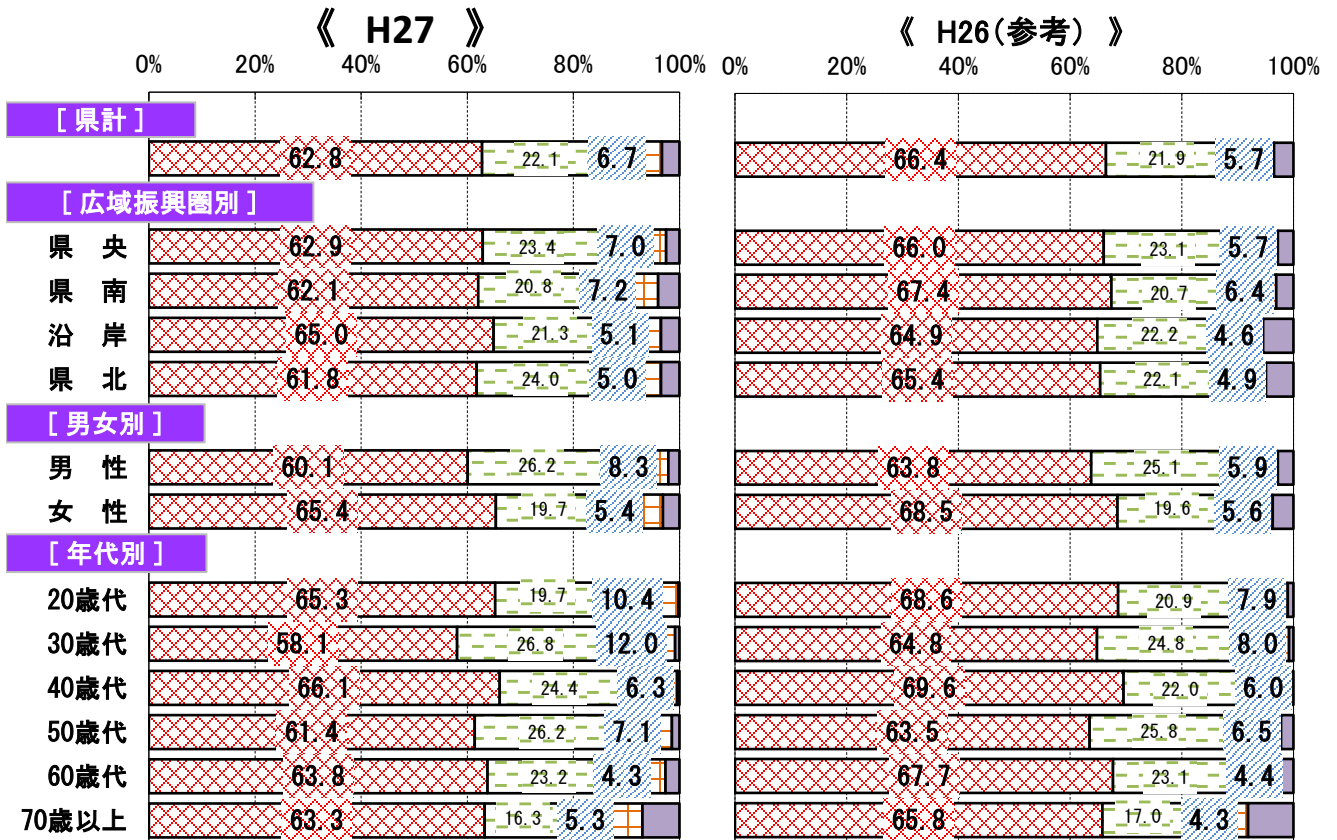 《 H27 》 《 H26（参考） 》
0% 20% 40% 60% 80% 100% 0% 20% 40% 60% 80% 100%
[ 県計 ]
62.8 22.1 6.7 66.4 21.9 5.7
[ 広域振興圏別 ]
県 央 62.9 23.4 7.0 66.0 23.1 5.7
県 南 62.1 20.8 7.2 67.4 20.7 6.4
沿 岸 65.0 21.3 5.1 64.9 22.2 4.6
県 北 61.8 24.0 5.0 65.4 22.1 4.9
[ 男女別 ]
男 性 60.1 26.2 8.3 63.8 25.1 5.9
女 性 65.4 19.7 5.4 68.5 19.6 5.6
[ 年代別 ]
20歳代 65.3 19.7 10.4 68.6 20.9 7.9
30歳代 58.1 26.8 12.0 64.8 24.8 8.0
40歳代 66.1 24.4 6.3 69.6 22.0 6.0
50歳代 61.4 26.2 7.1 63.5 25.8 6.5
60歳代 63.8 23.2 4.3 67.7 23.1 4.4
70歳以上 63.3 16.3 5.3 65.8 17.0 4.3